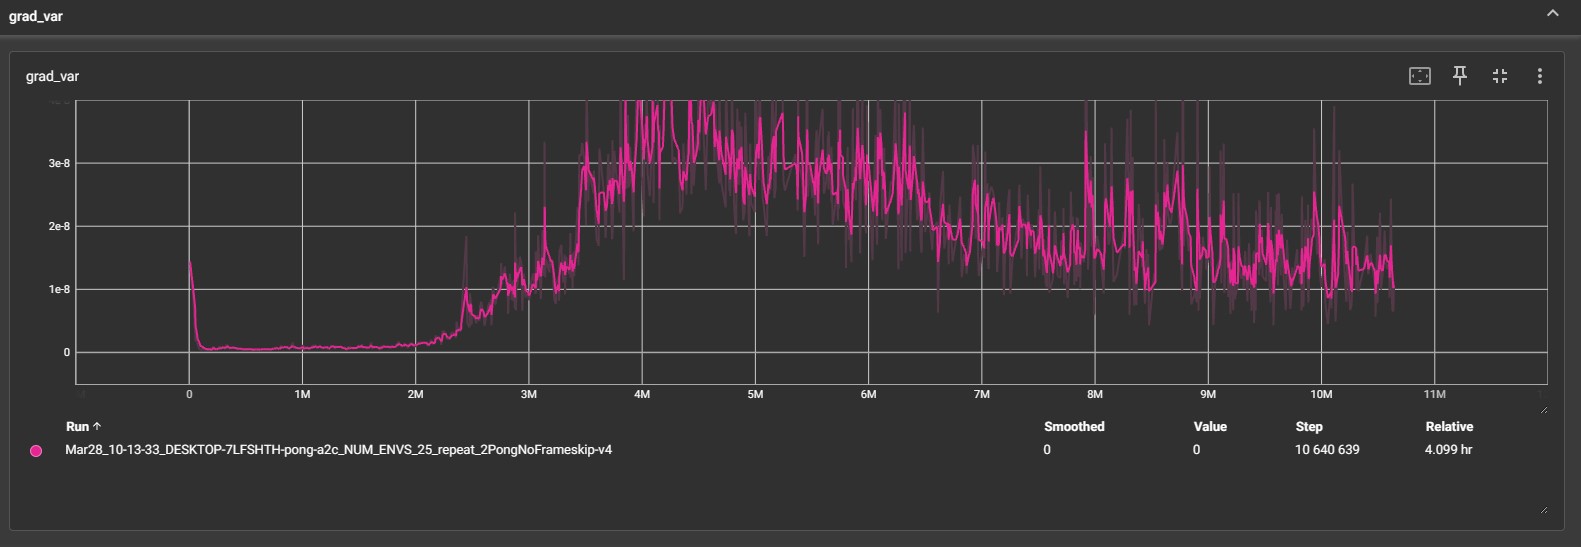 grad_var
grad_var
3e-8
2e-8
1e-8
0
0 1M 2M 3M 4M 5M 6M 7M 8M 9M 10M 11M
Run ↑ Smoothed Value Step Relative
Mar28_10-13-33_DESKTOP-7LFSHTH-pong-a2c_NUM_ENVS_25_repeat_2PongNoFrameskip-v4 0 0 10 640 639 4.099 hr